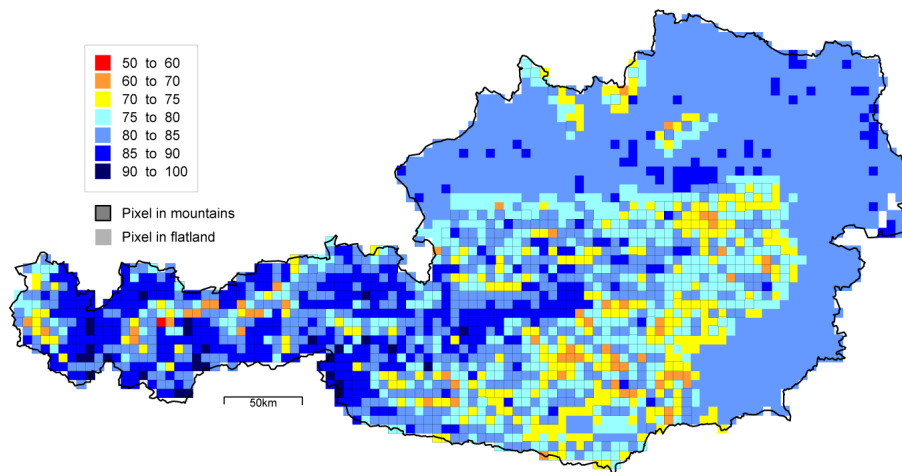 50 to 60
60 to 70
70 to 75
75 to 80
80 to 85
85 to 90
90 to 100
Pixel in mountains
Pixel in flatland
50km